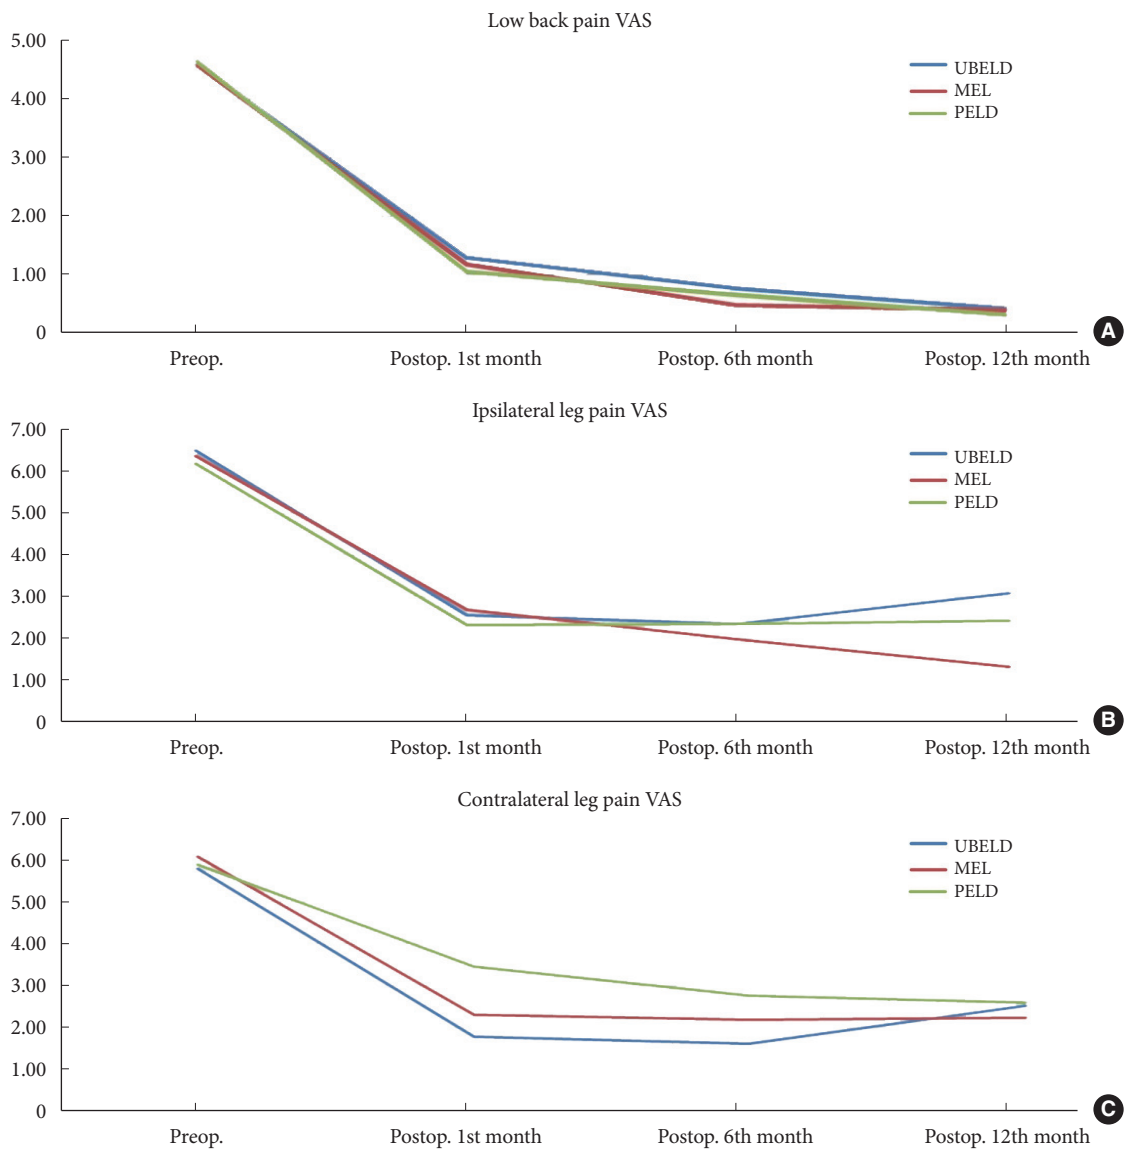 Low back pain VAS
5.00
4.00
3.00
2.00
1.00
0
UBELD
MEL
PELD
Preop.
Postop. 1st month
Postop. 6th month
Postop. 12th month
A
Ipsilateral leg pain VAS
7.00
6.00
5.00
4.00
3.00
2.00
1.00
0
UBELD
MEL
PELD
Preop.
Postop. 1st month
Postop. 6th month
Postop. 12th month
B
Contralateral leg pain VAS
7.00
6.00
5.00
4.00
3.00
2.00
1.00
0
UBELD
MEL
PELD
Preop.
Postop. 1st month
Postop. 6th month
Postop. 12th month
C